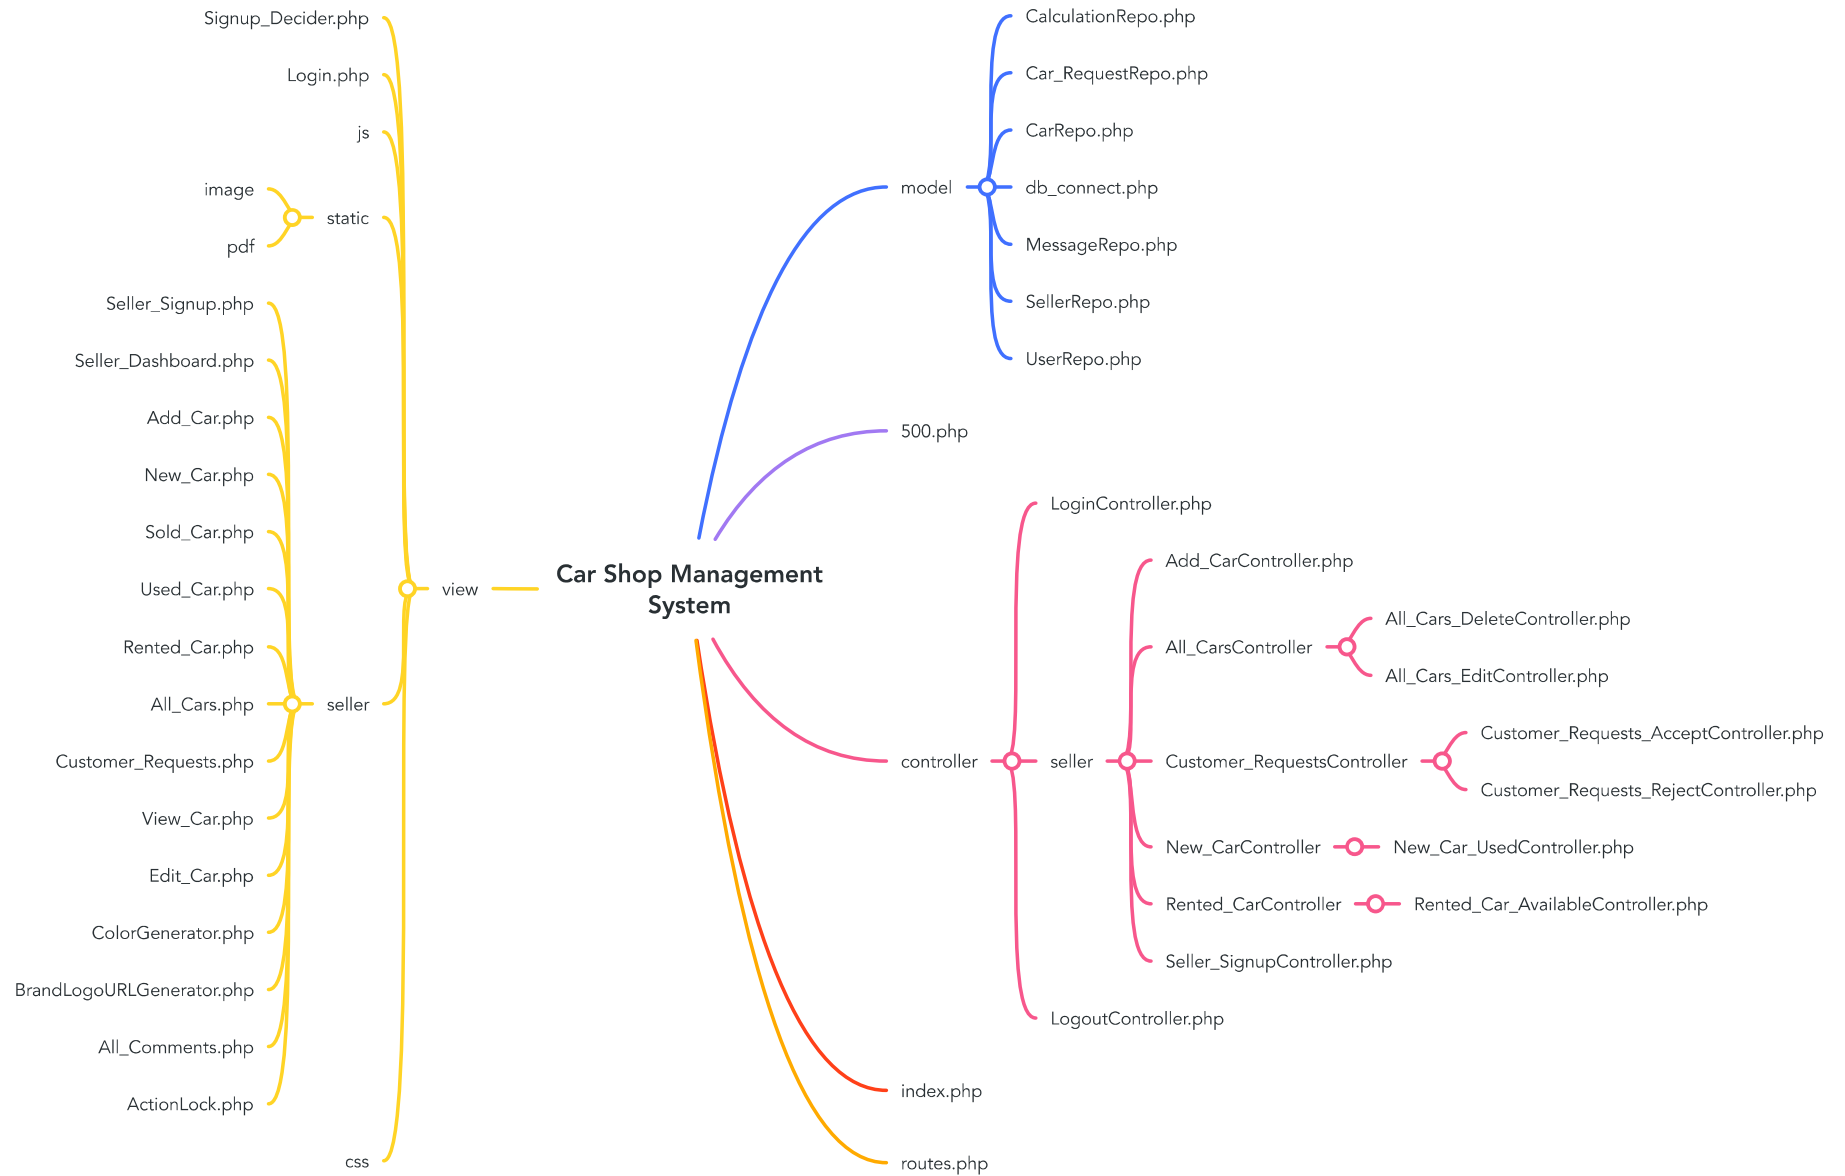 Signup_Decider.php
Login.php
js
image
static
pdf
Seller_Signup.php
Seller_Dashboard.php
Add_Car.php
New_Car.php
Sold_Car.php
Used_Car.php
Rented_Car.php
All_Cars.php
seller
Customer_Requests.php
View_Car.php
Edit_Car.php
ColorGenerator.php
BrandLogoURLGenerator.php
All_Comments.php
ActionLock.php
css
view
Car Shop Management
System
model
CalculationRepo.php
Car_RequestRepo.php
CarRepo.php
db_connect.php
MessageRepo.php
SellerRepo.php
UserRepo.php
500.php
controller
LoginController.php
seller
Add_CarController.php
All_CarsController
All_Cars_DeleteController.php
All_Cars_EditController.php
Customer_RequestsController
Customer_Requests_AcceptController.php
Customer_Requests_RejectController.php
New_CarController
New_Car_UsedController.php
Rented_CarController
Rented_Car_AvailableController.php
Seller_SignupController.php
LogoutController.php
index.php
routes.php